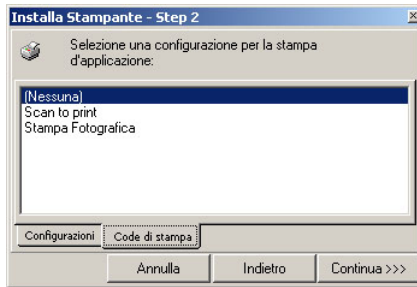 Installa Stampante - Step 2
Selezione una configurazione per la stampa
d'applicazione:
(Nessuna)
Scan to print
Stampa Fotografica
Configurazioni
Code di stampa
Annulla
Indietro
Continua >>>